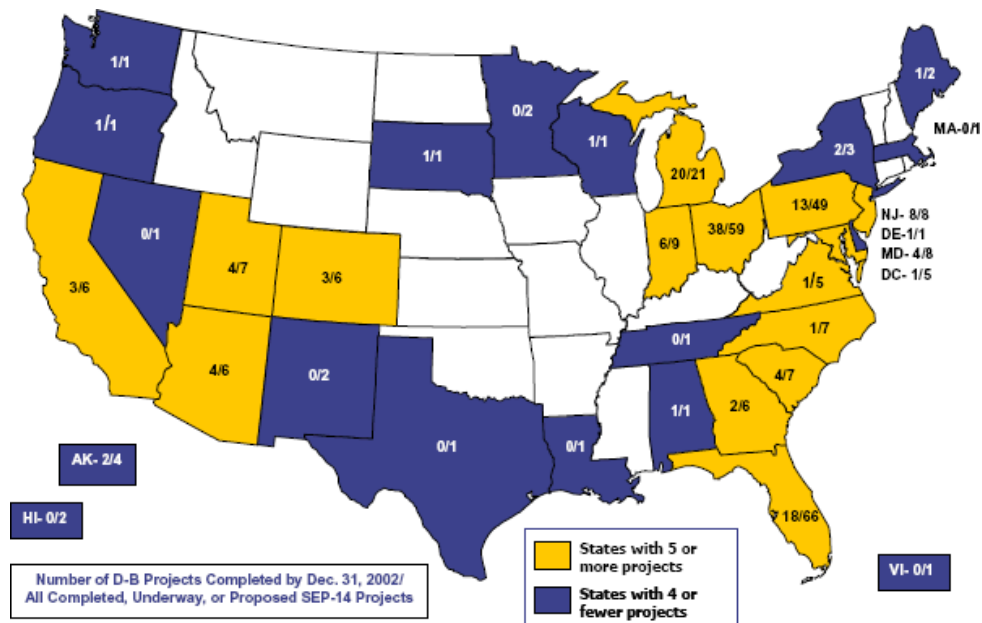 1/1
1/2
0/2
1/1
MA-0/1
1/1
1/1
2/3
20/21
13/49
NJ- 8/8
0/1
6/9
38/59
DE-1/1
4/7
MD- 4/8
3/6
3/6
DC- 1/5
1/5
1/7
0/1
4/6
0/2
4/7
2/6
1/1
0/1
0/1
AK- 2/4
18/66
HI- 0/2
States with 5 or
more projects
VI- 0/1
Number of D-B Projects Completed by Dec. 31, 2002/
All Completed, Underway, or Proposed SEP-14 Projects
States with 4 or
fewer projects